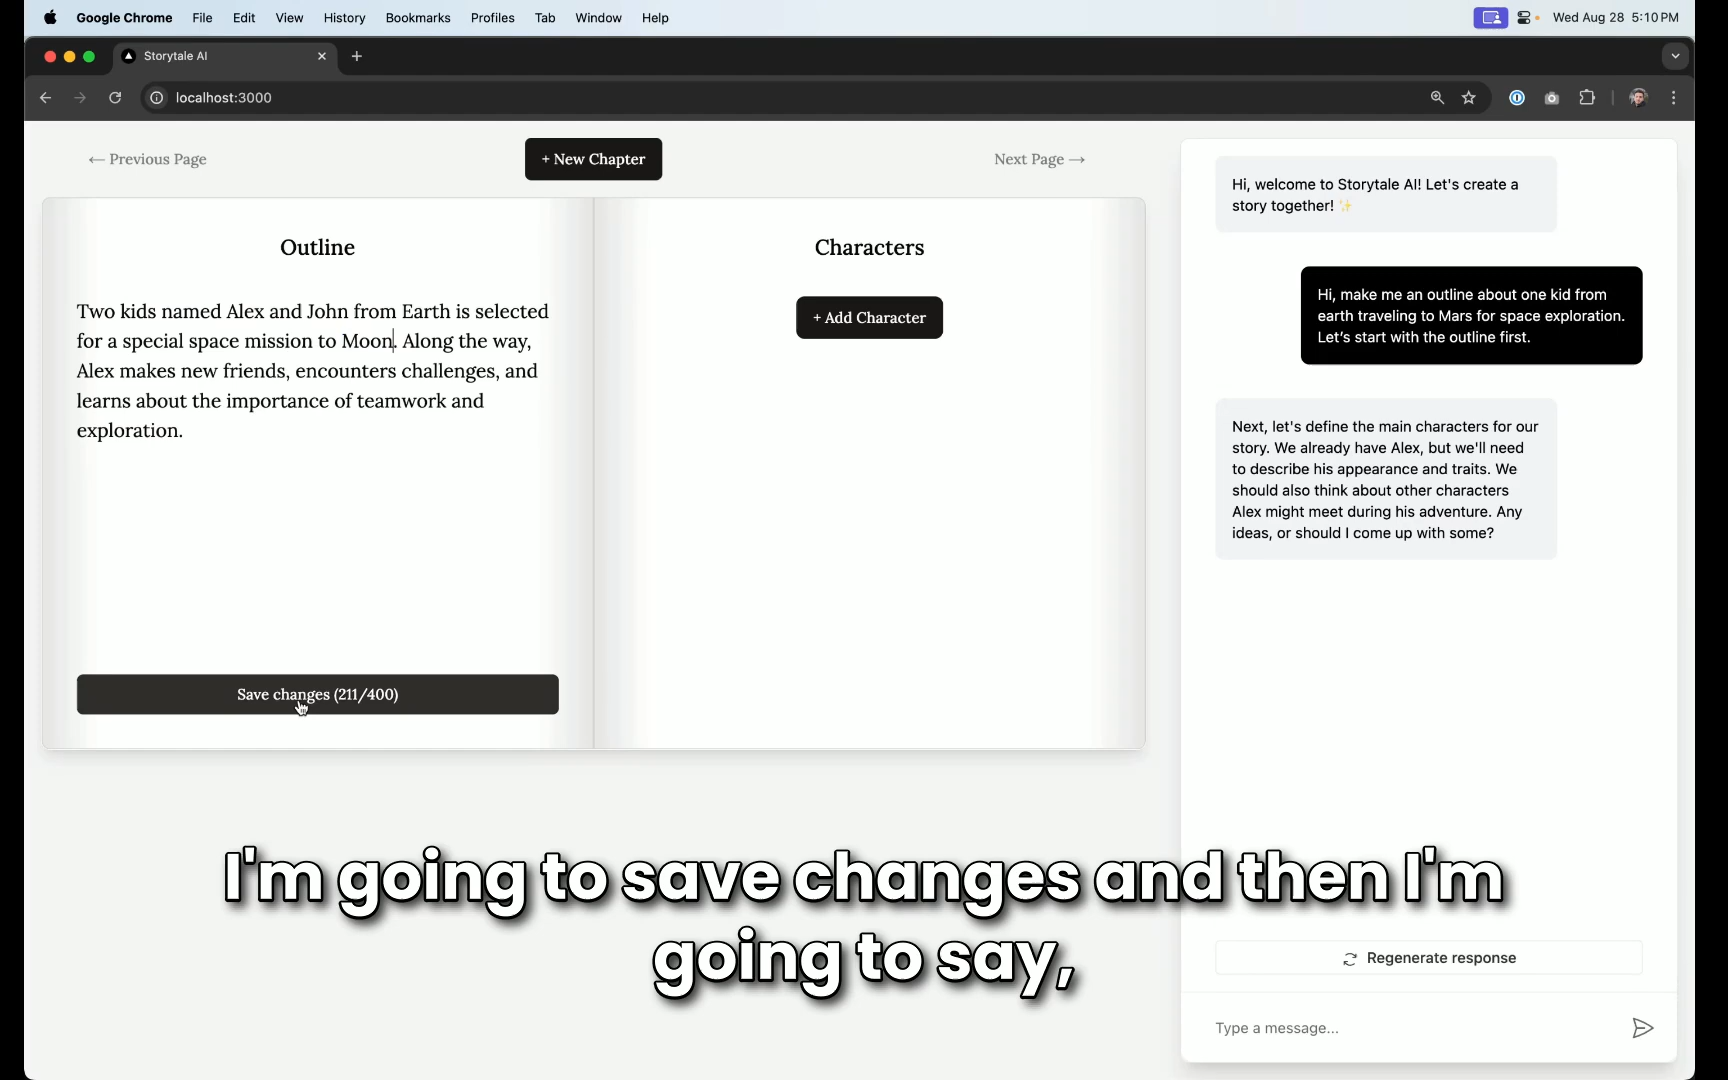 Google Chrome File Edit View History Bookmarks Profiles Tab Window Help Wed Aug 28 5:10 PM
Storytale AI
localhost:3000
← Previous Page
+ New Chapter
Next Page →
Outline
Two kids named Alex and John from Earth is selected
for a special space mission to Moon. Along the way,
Alex makes new friends, encounters challenges, and
learns about the importance of teamwork and
exploration.
Save changes (211/400)
Characters
+ Add Character
Hi, welcome to Storytale AI! Let's create a
story together! ✨
Hi, make me an outline about one kid from
earth traveling to Mars for space exploration.
Let's start with the outline first.
Next, let's define the main characters for our
story. We already have Alex, but we'll need
to describe his appearance and traits. We
should also think about other characters
Alex might meet during his adventure. Any
ideas, or should I come up with some?
Regenerate response
Type a message...
I'm going to save changes and then I'm
going to say,